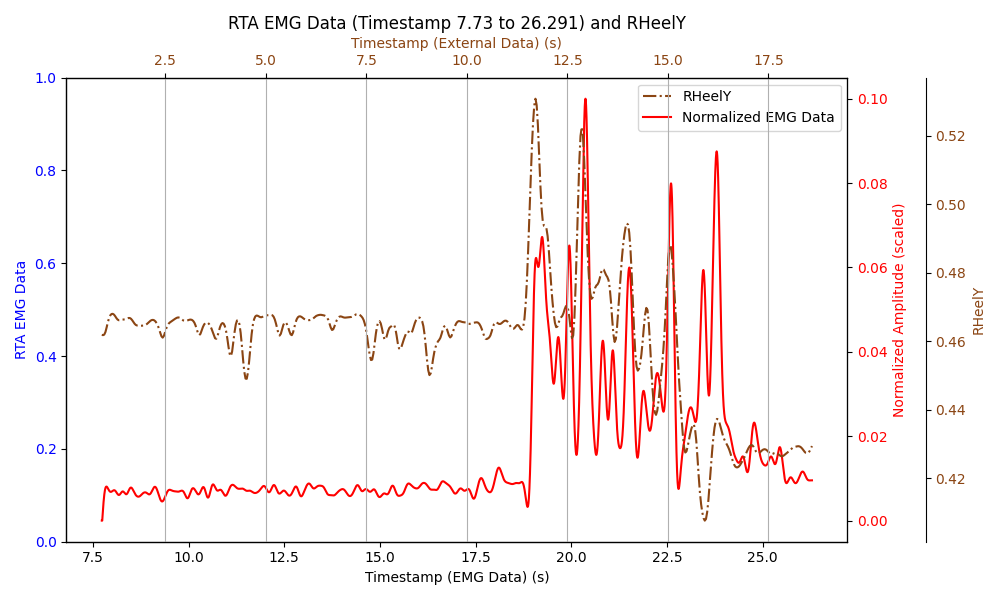 RTA EMG Data (Timestamp 7.73 to 26.291) and RHeelY
Timestamp (External Data) (s)
2.5 5.0 7.5 10.0 12.5 15.0 17.5
RHeelY
Normalized EMG Data
1.0
0.8
0.6
0.4
0.2
0.0
RTA EMG Data
0.10
0.08
0.06
0.04
0.02
0.00
Normalized Amplitude (scaled)
0.52
0.50
0.48
0.46
0.44
0.42
RHeelY
7.5 10.0 12.5 15.0 17.5 20.0 22.5 25.0
Timestamp (EMG Data) (s)